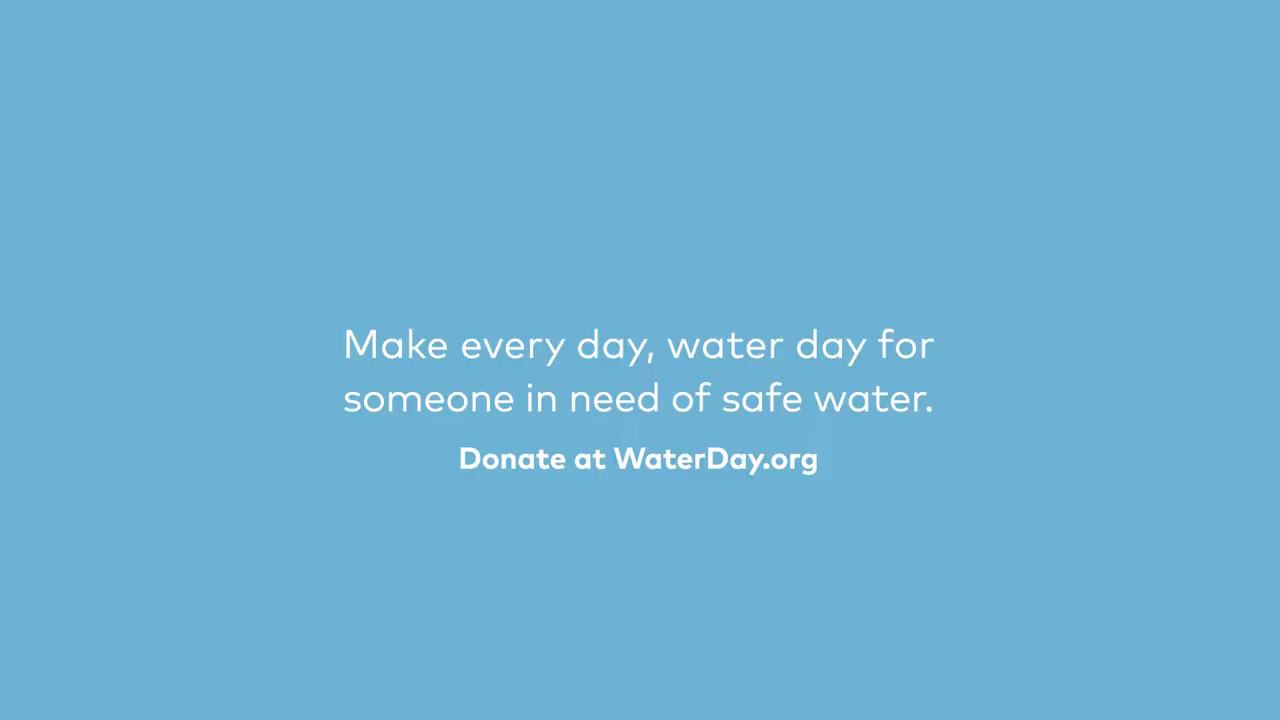 Make every day, water day for
someone in need of safe water.
Donate at WaterDay.org